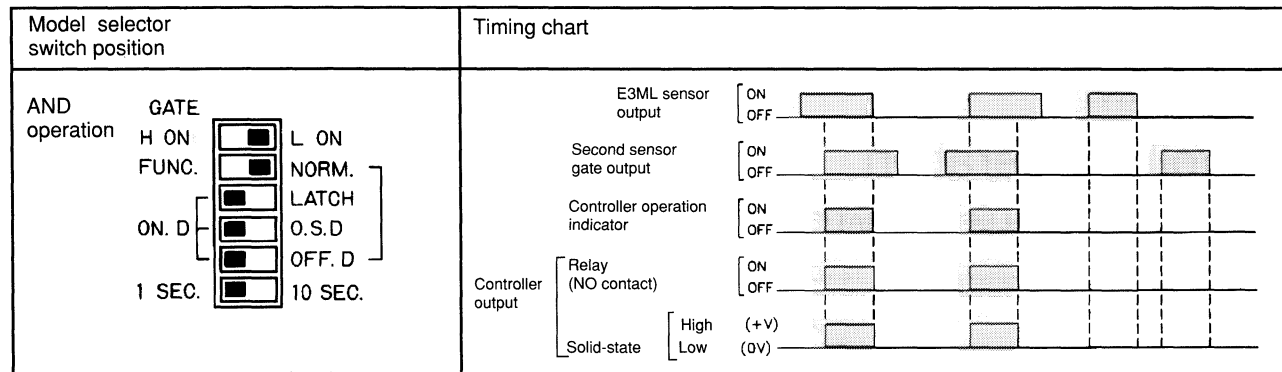 Model selector
switch position
Timing chart
AND
operation
GATE
H ON
L ON
FUNC.
NORM.
LATCH
ON. D
O.S.D
OFF. D
1 SEC.
10 SEC.
E3ML sensor
output
ON
OFF
Second sensor
gate output
ON
OFF
Controller operation
indicator
ON
OFF
Controller
output
Relay
(NO contact)
ON
OFF
Solid-state
High
(+V)
Low
(0V)